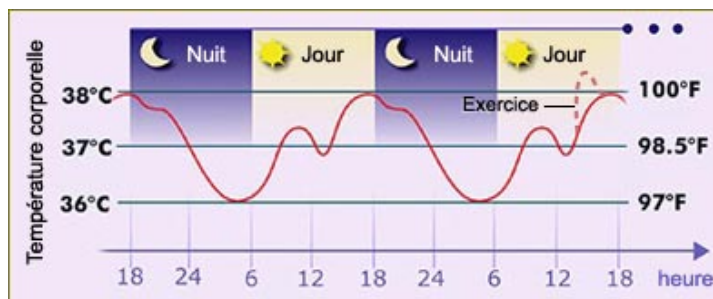 Nuit
Jour
Nuit
Jour
Température corporelle
38°C
37°C
36°C
Exercice
100°F
98.5°F
97°F
18 24 6 12 18 24 6 12 18 heure